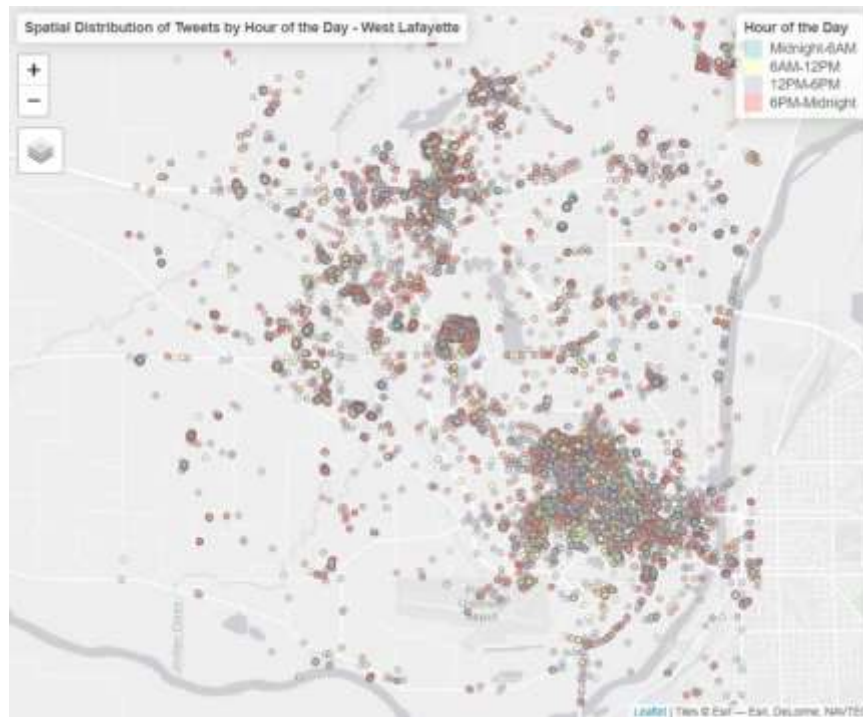 Spatial Distribution of Tweets by Hour of the Day - West Lafayette
Hour of the Day
Midnight-6AM
6AM-12PM
12PM-6PM
6PM-Midnight
+
−
Leaflet | Tiles © Esri — Esri, DeLorme, NAVTE